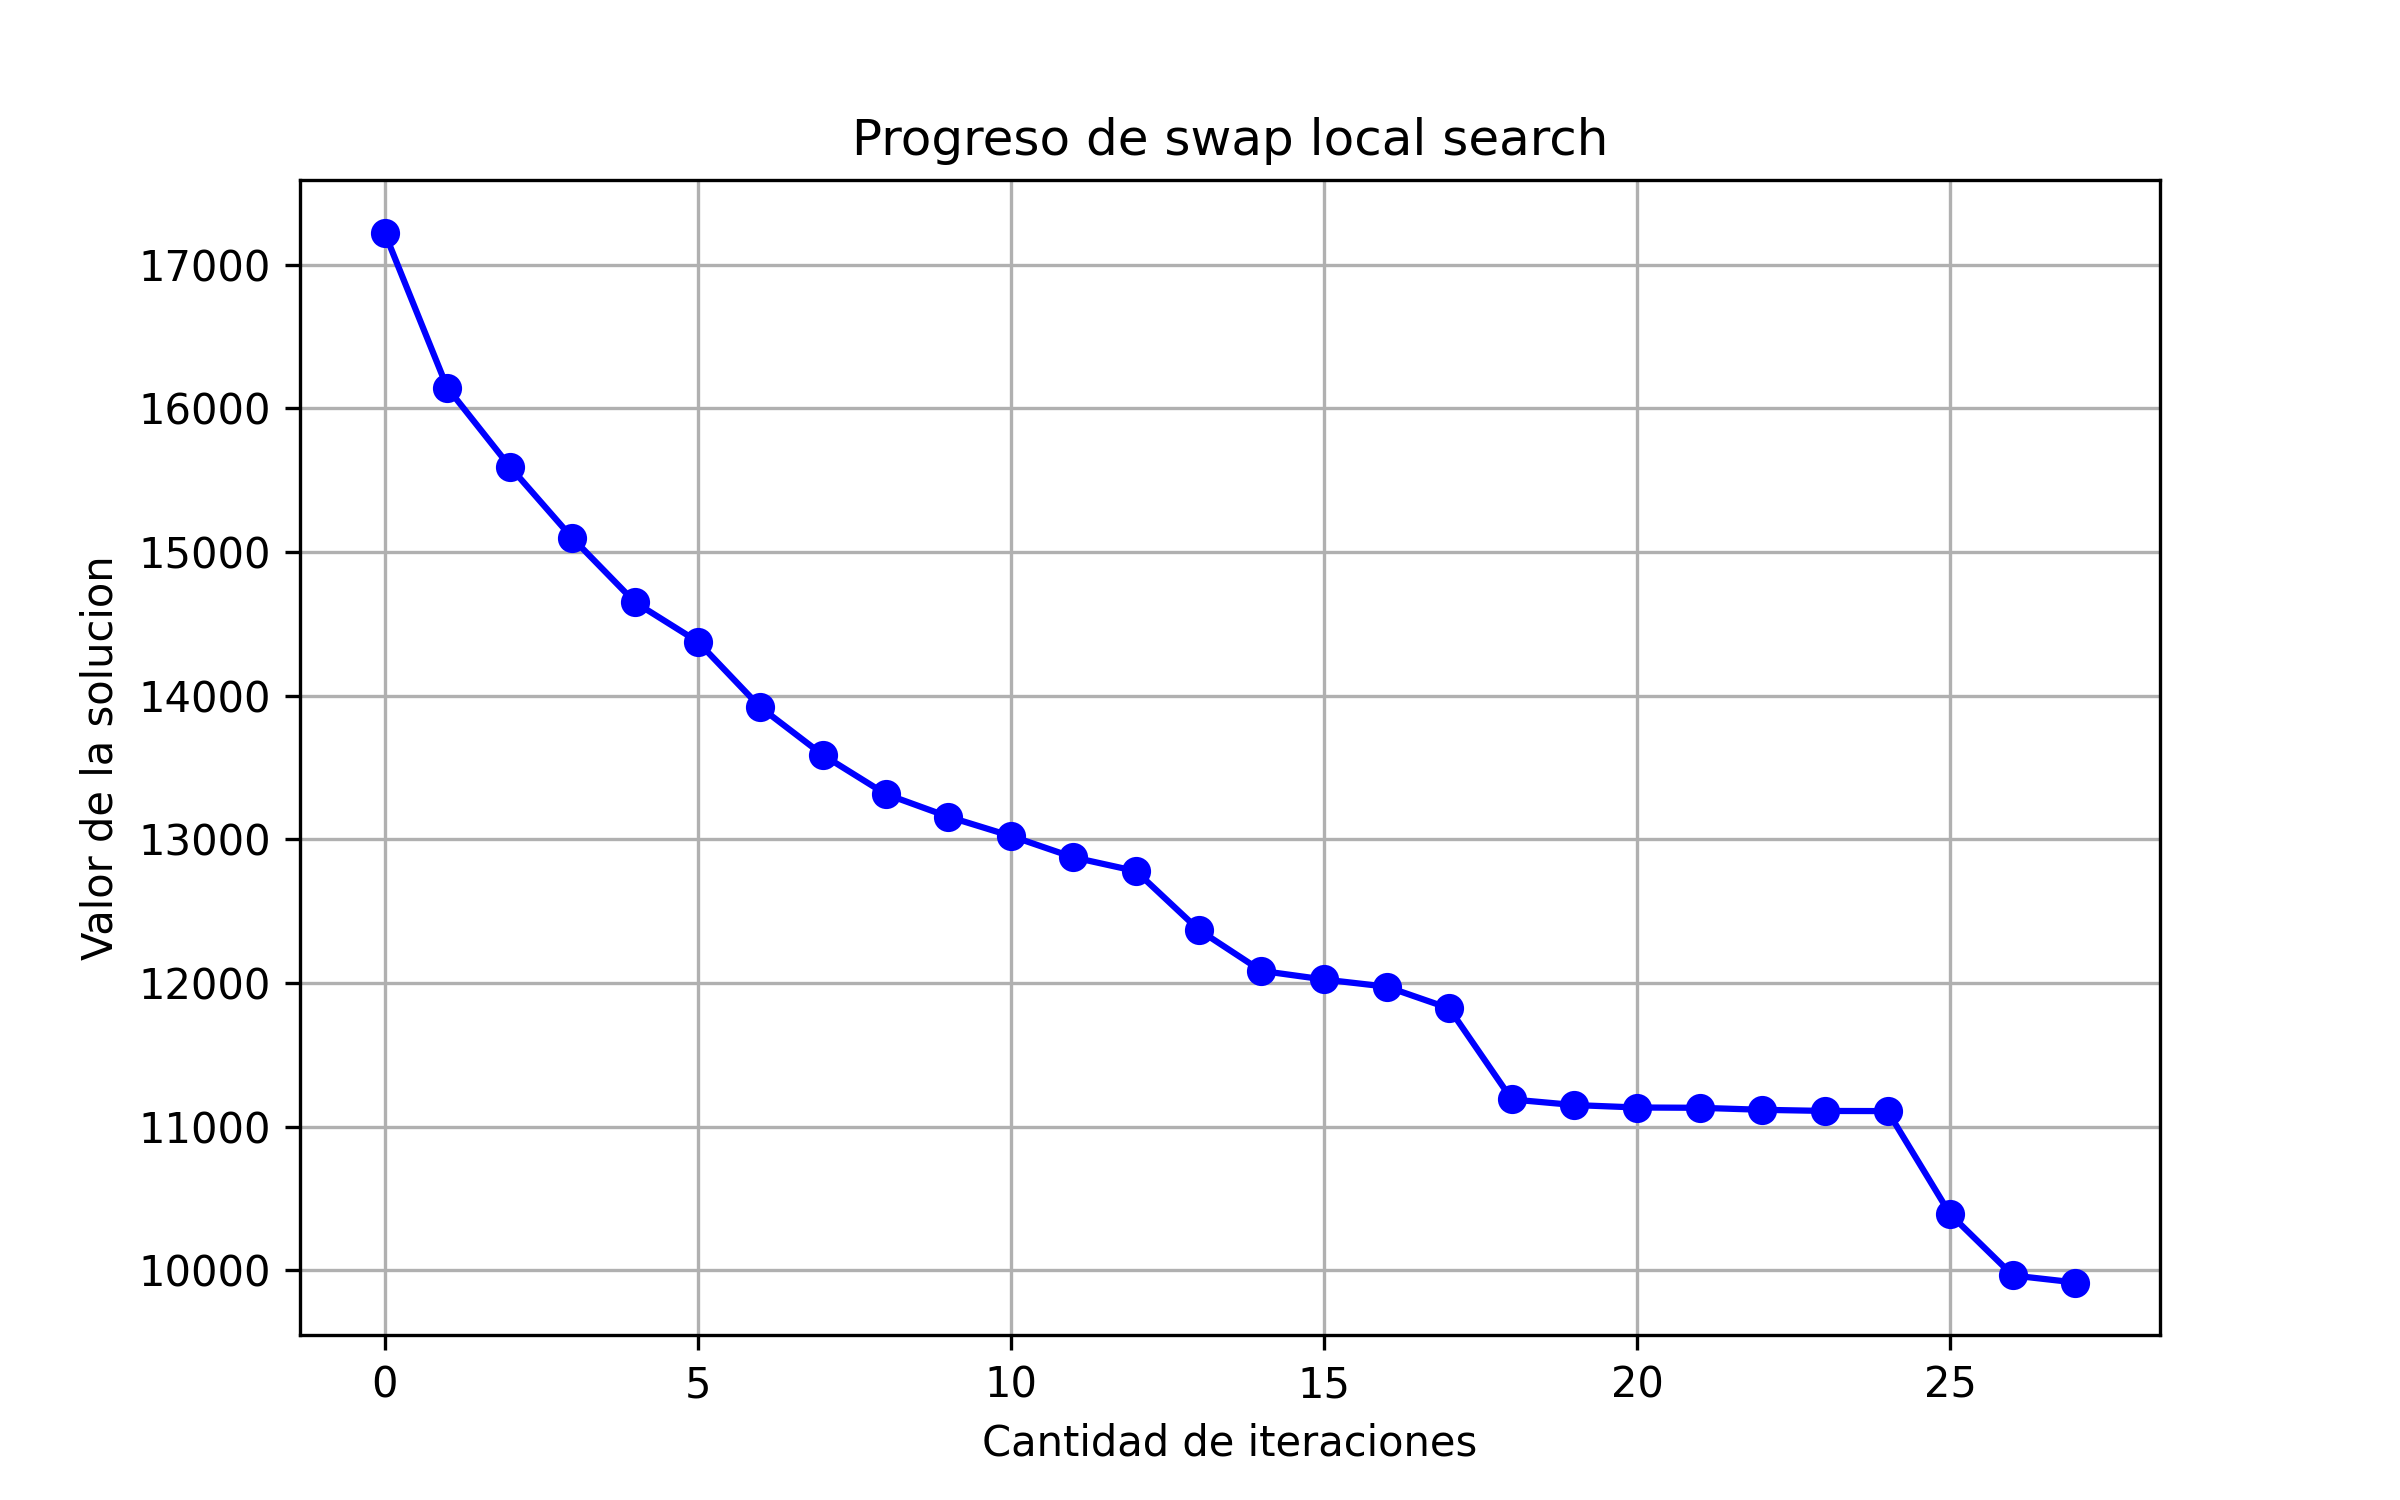 Progreso de swap local search
Valor de la solucion
17000
16000
15000
14000
13000
12000
11000
10000
0 5 10 15 20 25
Cantidad de iteraciones